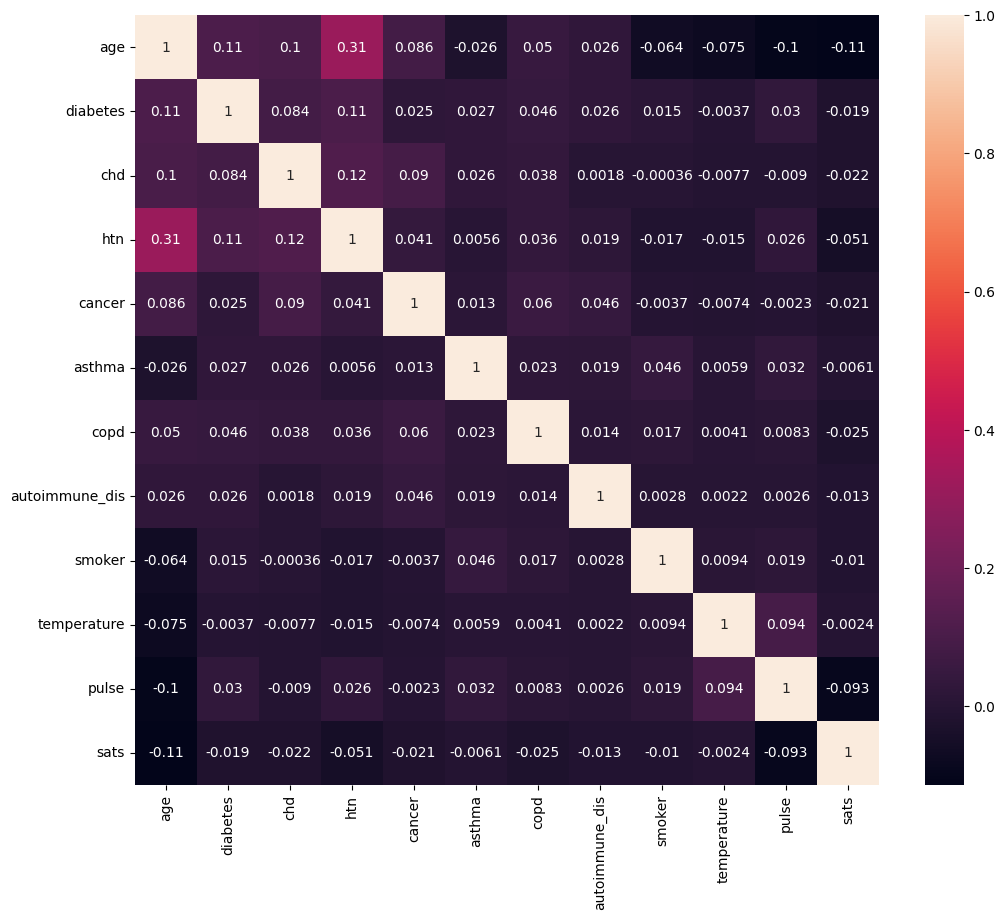 age 1 0.11 0.1 0.31 0.086 -0.026 0.05 0.026 -0.064 -0.075 -0.1 -0.11
diabetes 0.11 1 0.084 0.11 0.025 0.027 0.046 0.026 0.015 -0.0037 0.03 -0.019
chd 0.1 0.084 1 0.12 0.09 0.026 0.038 0.0018 -0.00036 -0.0077 -0.009 -0.022
htn 0.31 0.11 0.12 1 0.041 0.0056 0.036 0.019 -0.017 -0.015 0.026 -0.051
cancer 0.086 0.025 0.09 0.041 1 0.013 0.06 0.046 -0.0037 -0.0074 -0.0023 -0.021
asthma -0.026 0.027 0.026 0.0056 0.013 1 0.023 0.019 0.046 0.0059 0.032 -0.0061
copd 0.05 0.046 0.038 0.036 0.06 0.023 1 0.014 0.017 0.0041 0.0083 -0.025
autoimmune_dis 0.026 0.026 0.0018 0.019 0.046 0.019 0.014 1 0.0028 0.0022 0.0026 -0.013
smoker -0.064 0.015 -0.00036 -0.017 -0.0037 0.046 0.017 0.0028 1 0.0094 0.019 -0.01
temperature -0.075 -0.0037 -0.0077 -0.015 -0.0074 0.0059 0.0041 0.0022 0.0094 1 0.094 -0.0024
pulse -0.1 0.03 -0.009 0.026 -0.0023 0.032 0.0083 0.0026 0.019 0.094 1 -0.093
sats -0.11 -0.019 -0.022 -0.051 -0.021 -0.0061 -0.025 -0.013 -0.01 -0.0024 -0.093 1
age diabetes chd htn cancer asthma copd autoimmune_dis smoker temperature pulse sats
1.0
0.8
0.6
0.4
0.2
0.0